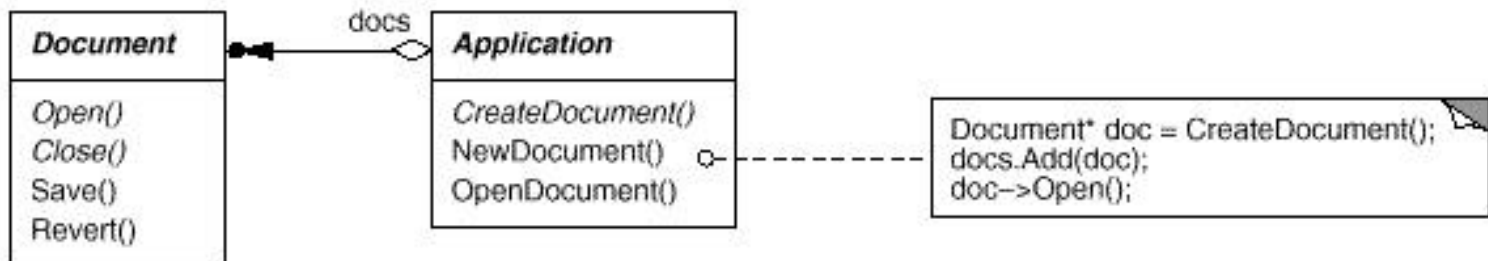 Document
Open()
Close()
Save()
Revert()
docs
Application
CreateDocument()
NewDocument()
OpenDocument()
Document* doc = CreateDocument();
docs.Add(doc);
doc->Open();